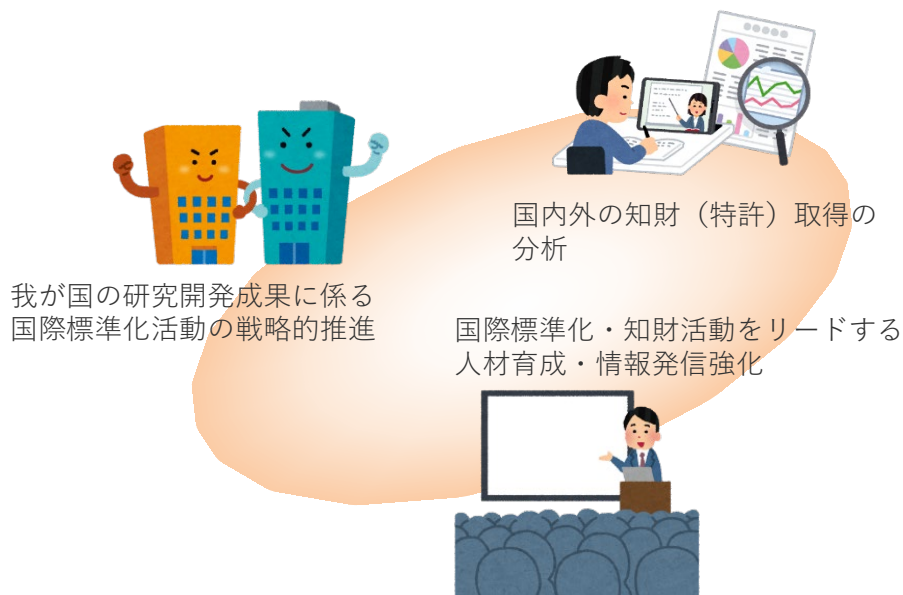 国内外の知財（特許）取得の
分析
我が国の研究開発成果に係る
国際標準化活動の戦略的推進
国際標準化・知財活動をリードする
人材育成・情報発信強化